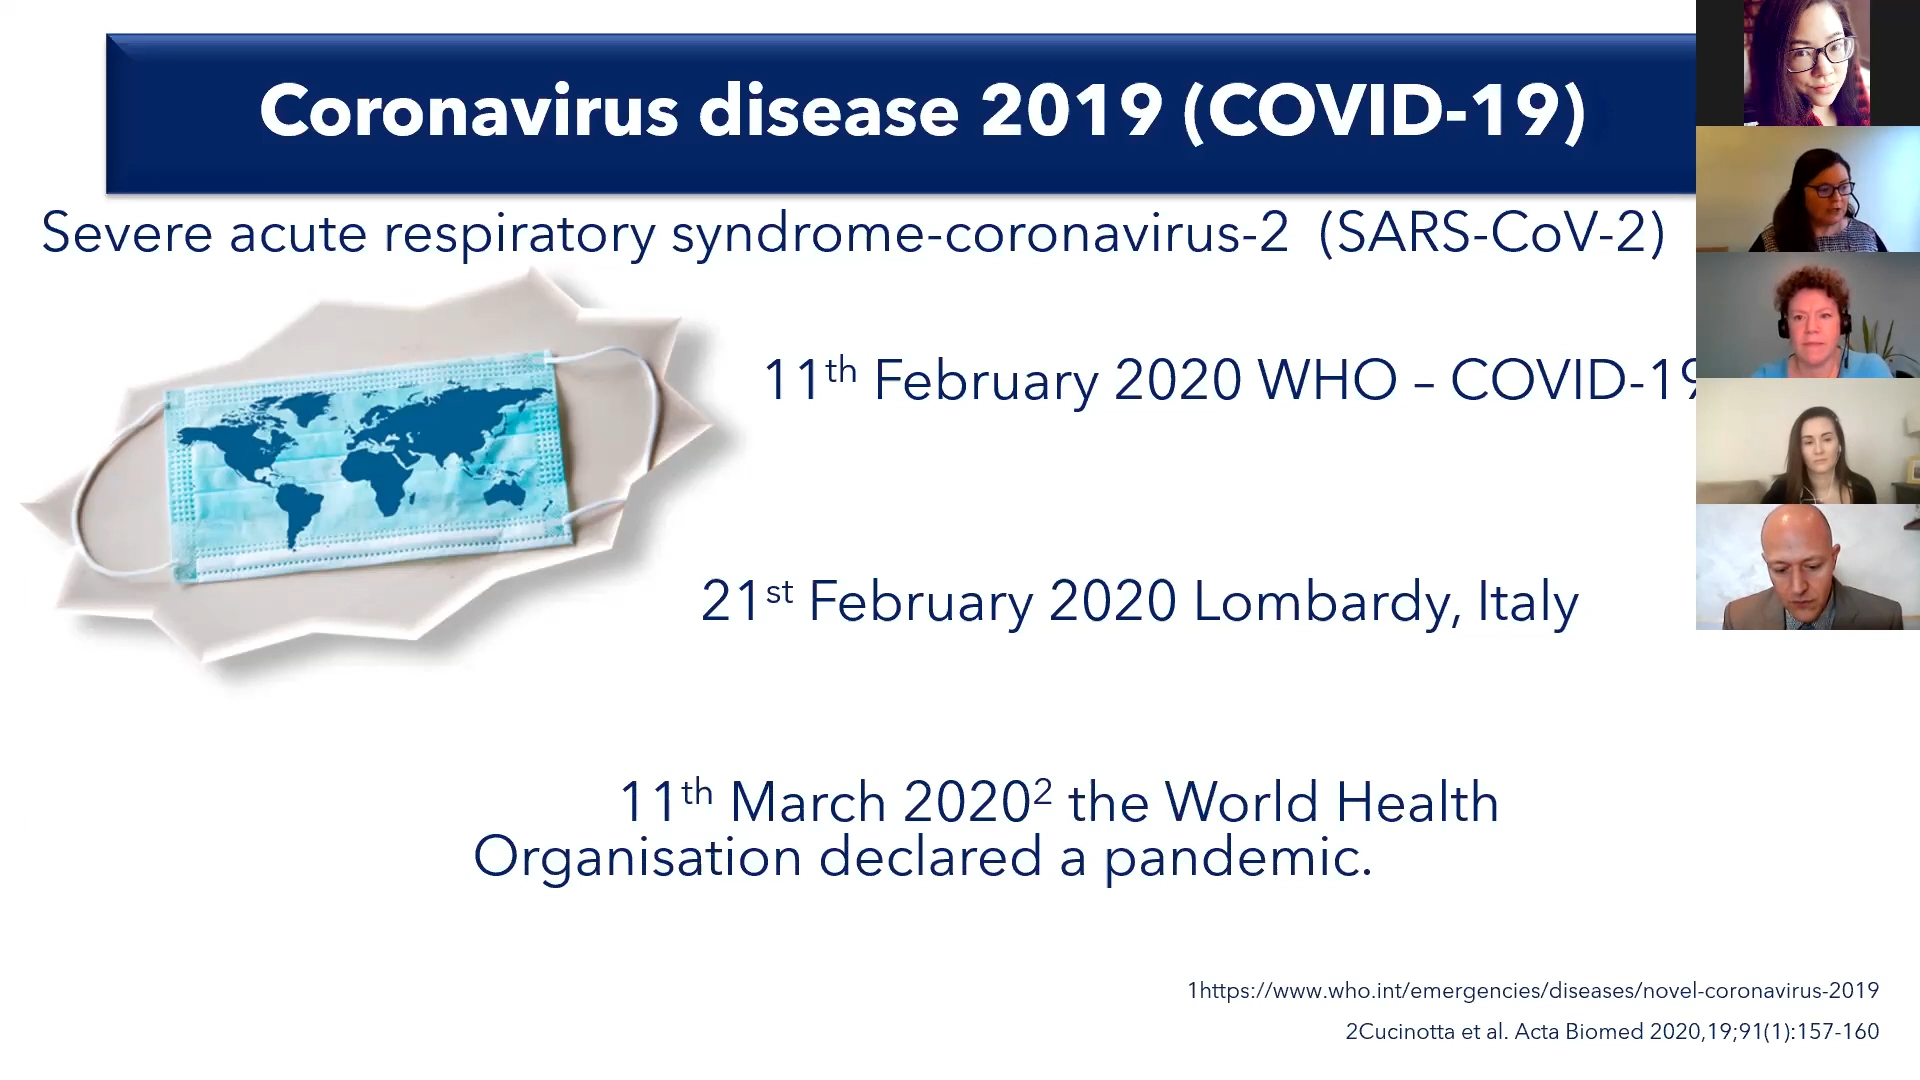 Coronavirus disease 2019 (COVID-19)
Severe acute respiratory syndrome-coronavirus-2 (SARS-CoV-2)
11th February 2020 WHO – COVID-19
21st February 2020 Lombardy, Italy
11th March 2020² the World Health
Organisation declared a pandemic.
1https://www.who.int/emergencies/diseases/novel-coronavirus-2019
2Cucinotta et al. Acta Biomed 2020,19;91(1):157-160